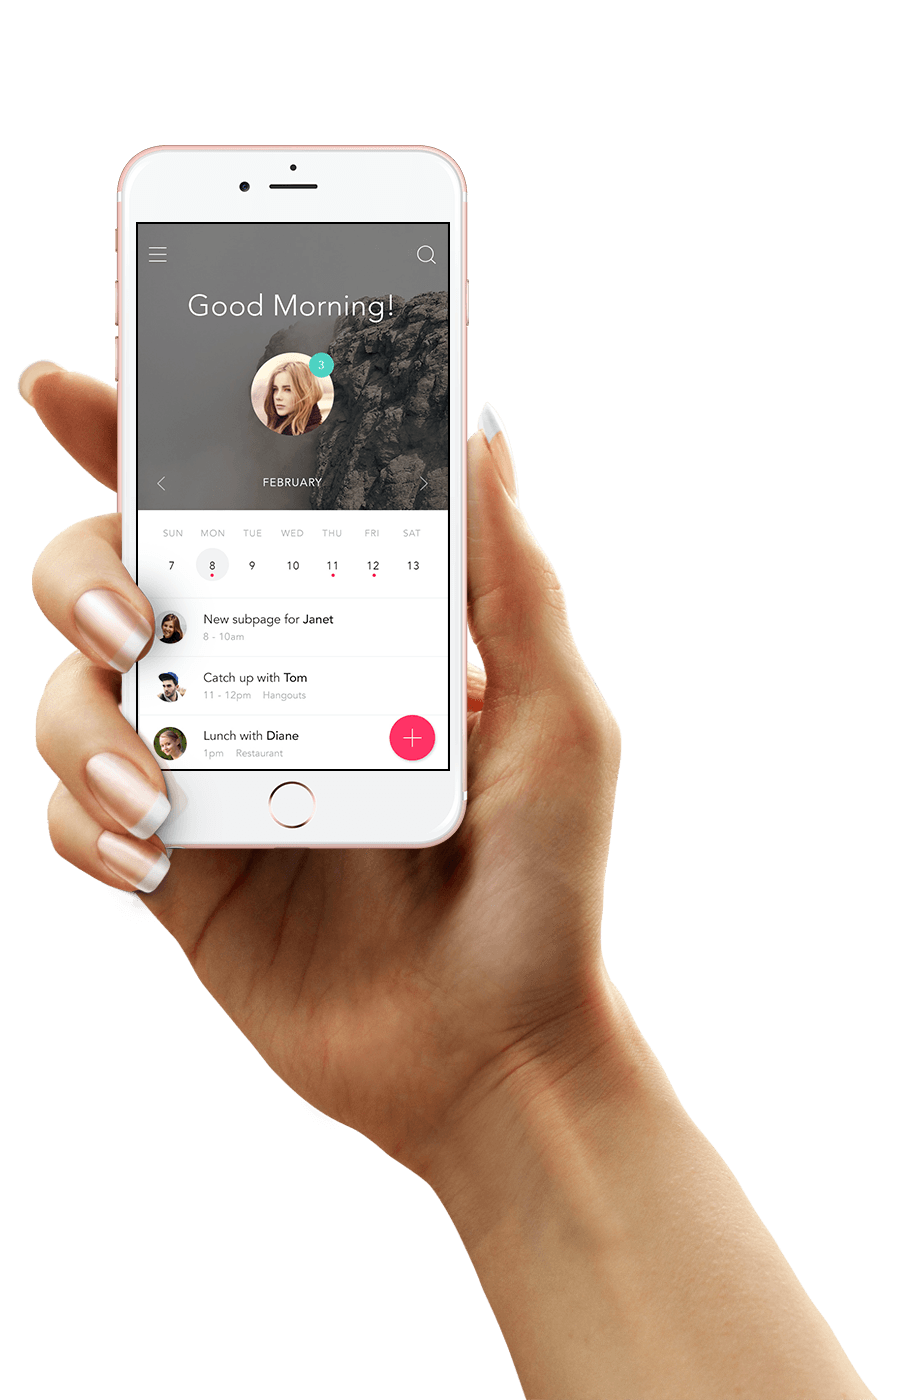 Good Morning!
3
FEBRUARY
SUN MON TUE WED THU FRI SAT
7 8 9 10 11 12 13
New subpage for Janet
8 - 10am
Catch up with Tom
11 - 12pm Hangouts
Lunch with Diane
1pm Restaurant